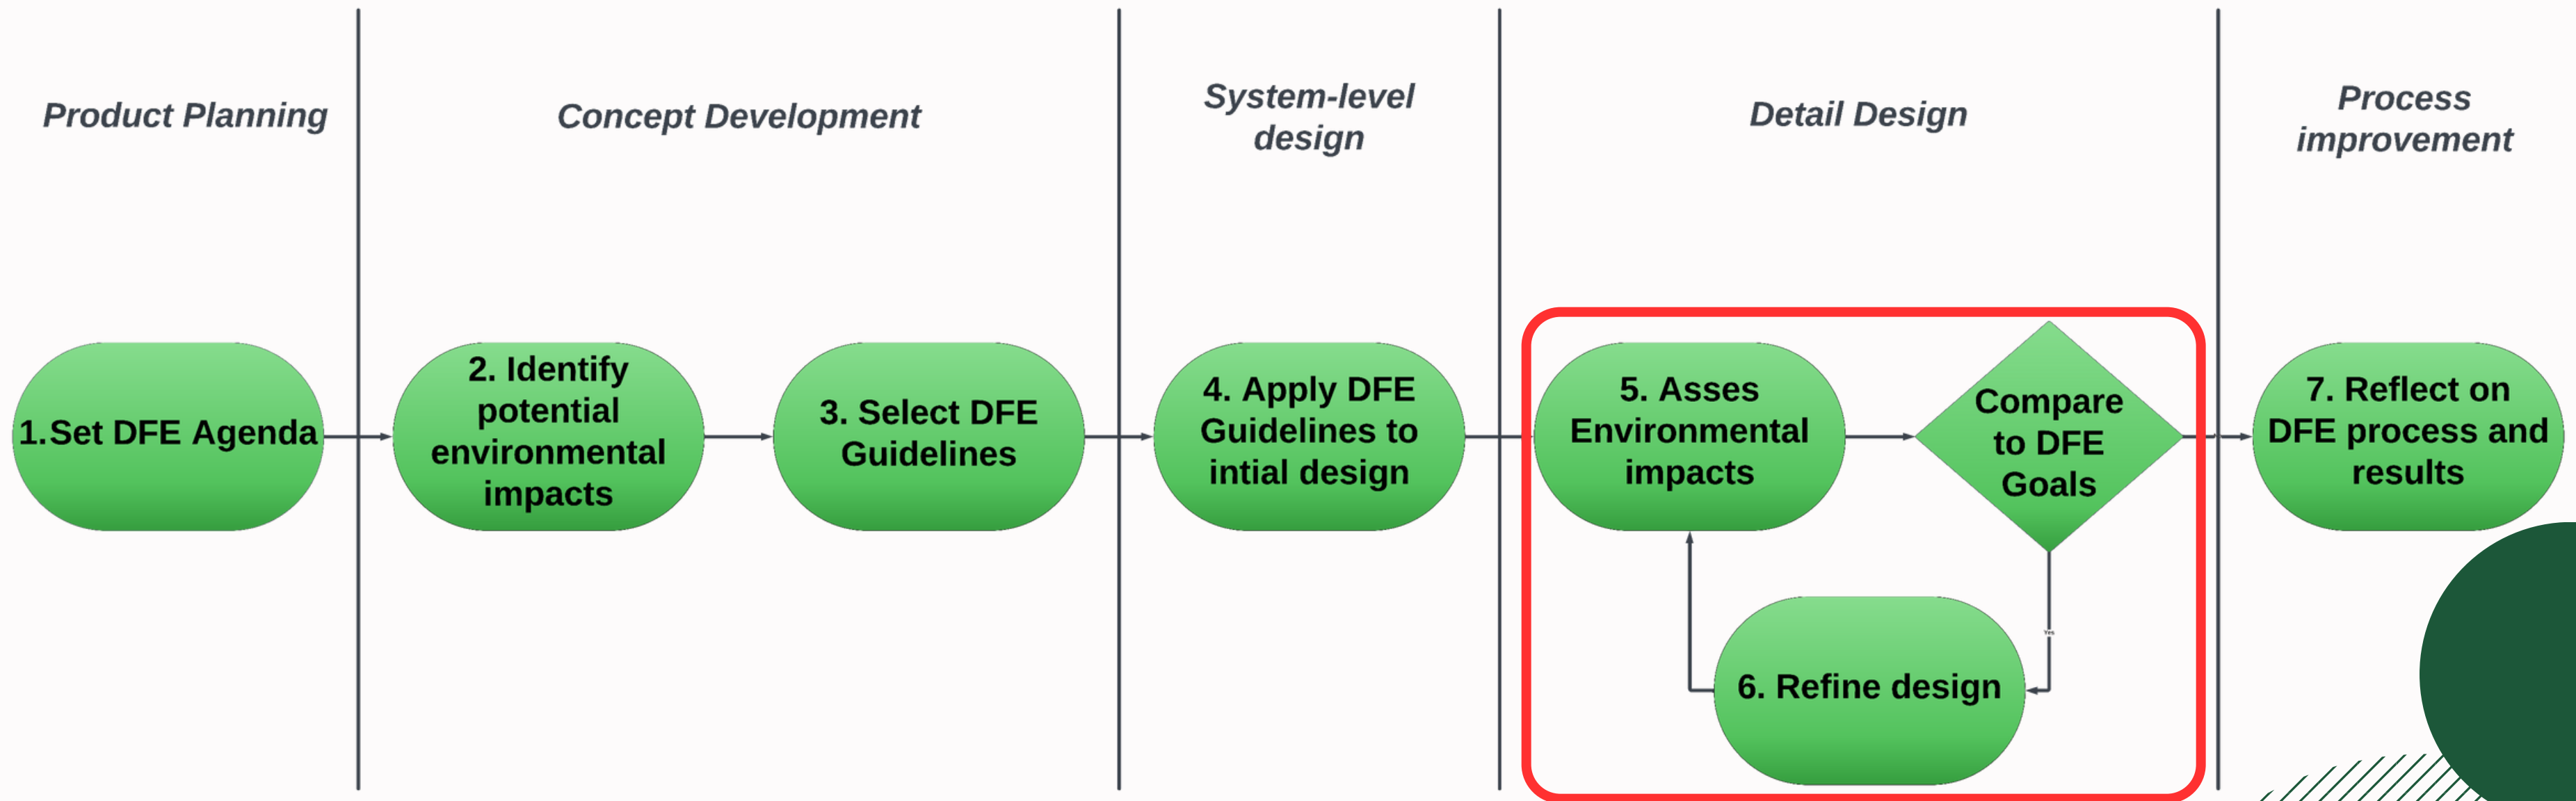 Product Planning
Concept Development
System-level
design
Detail Design
Process
improvement
1.Set DFE Agenda
2. Identify
potential
environmental
impacts
3. Select DFE
Guidelines
4. Apply DFE
Guidelines to
intial design
5. Asses
Environmental
impacts
Compare
to DFE
Goals
Yes
6. Refine design
7. Reflect on
DFE process and
results